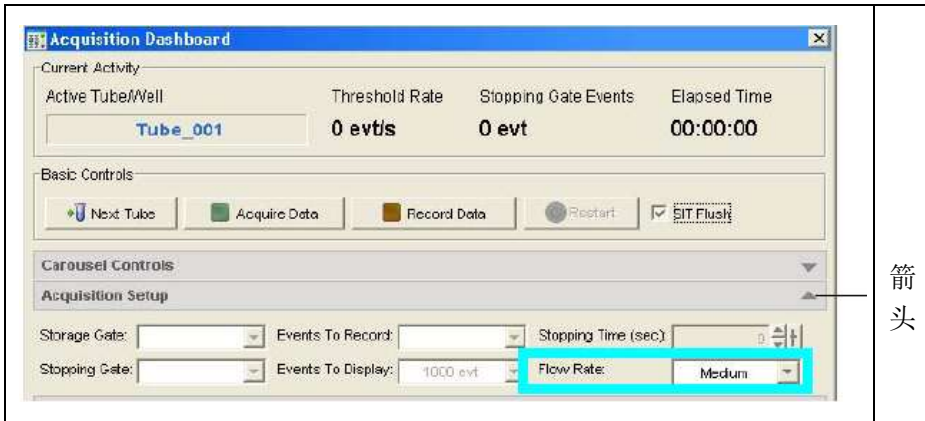 Acquisition Dashboard
Current Activity
Active Tube/Well Threshold Rate Stopping Gate Events Elapsed Time
Tube_001 0 evt/s 0 evt 00:00:00
Basic Controls
Next Tube Acquire Data Record Data Restart SIT Flush
Carousel Controls
Acquisition Setup
箭头
Storage Gate: Events To Record: Stopping Time (sec): 0
Stopping Gate: Events To Display: 1000 evt Flow Rate: Medium